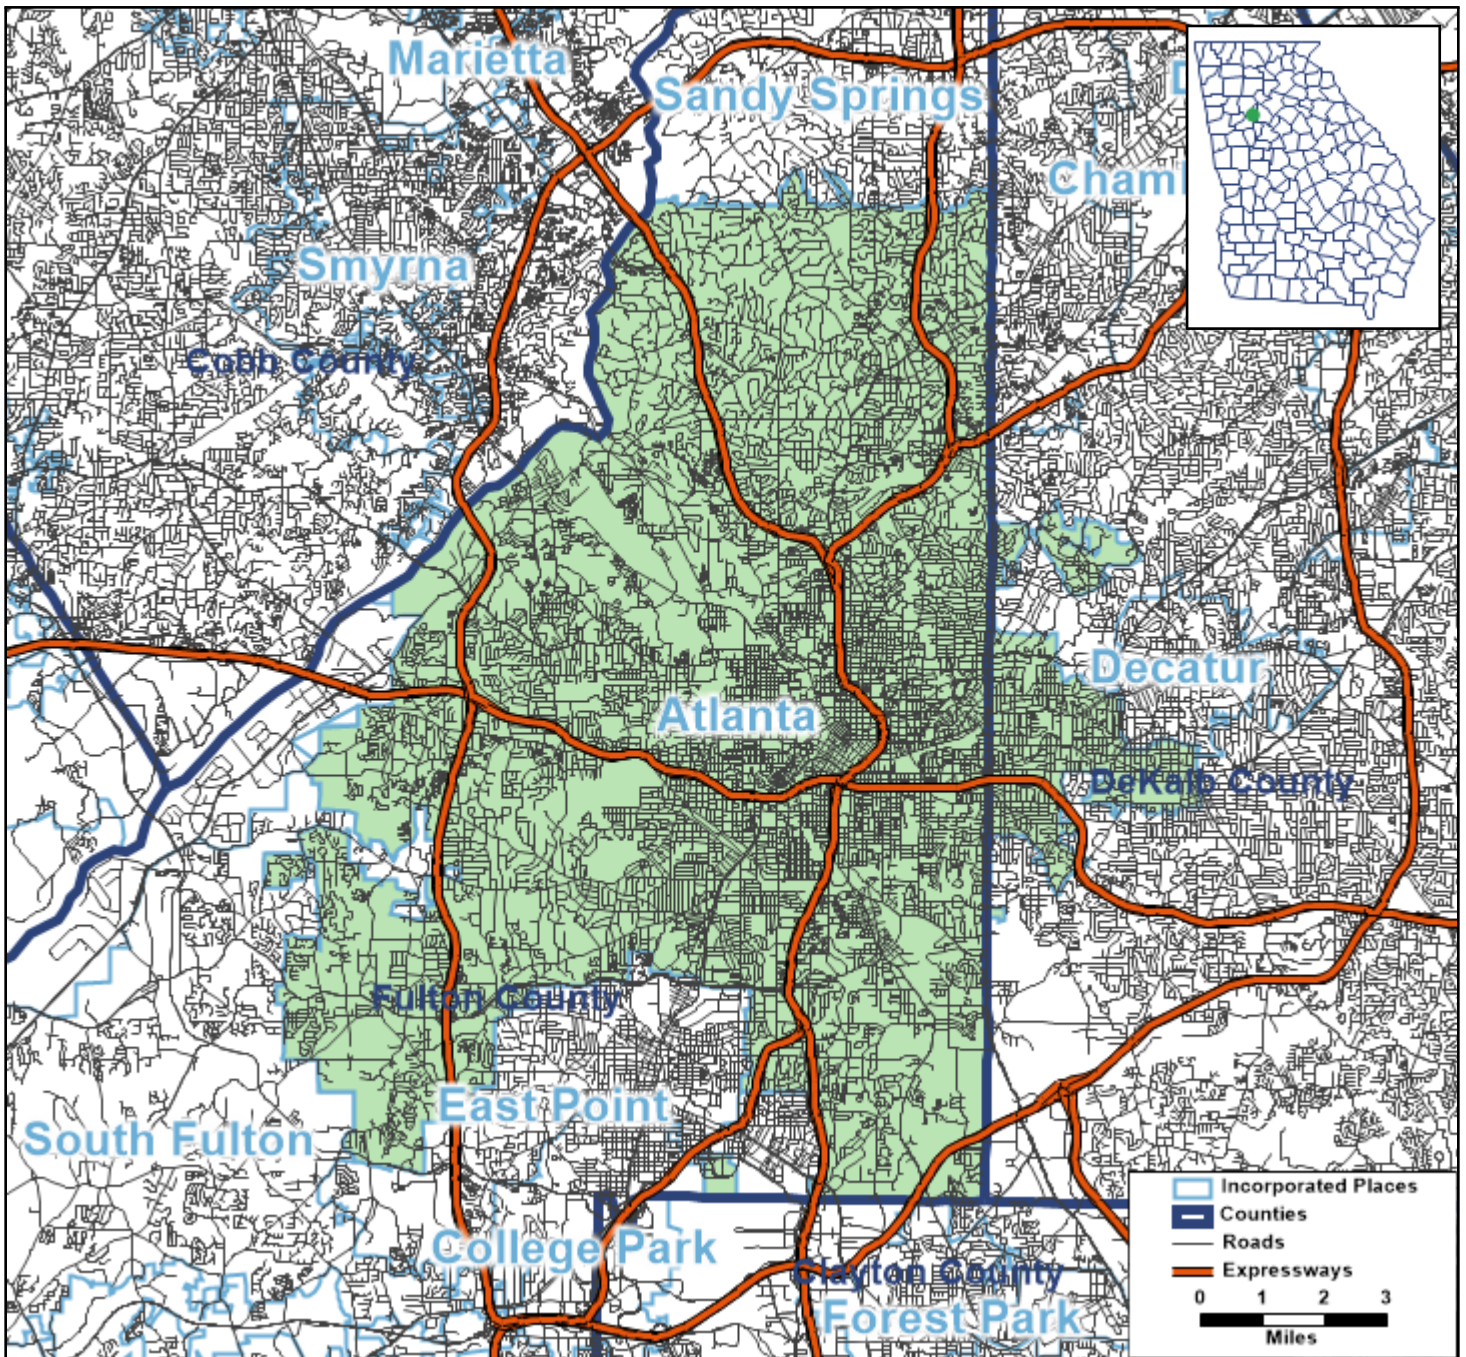 Marietta
Sandy Springs
D
Chaml
Smyrna
Cobb County
Decatur
Atlanta
DeKalb County
Fulton County
East Point
South Fulton
College Park
Clayton County
Forest Park
Incorporated Places
Counties
Roads
Expressways
0 1 2 3
Miles